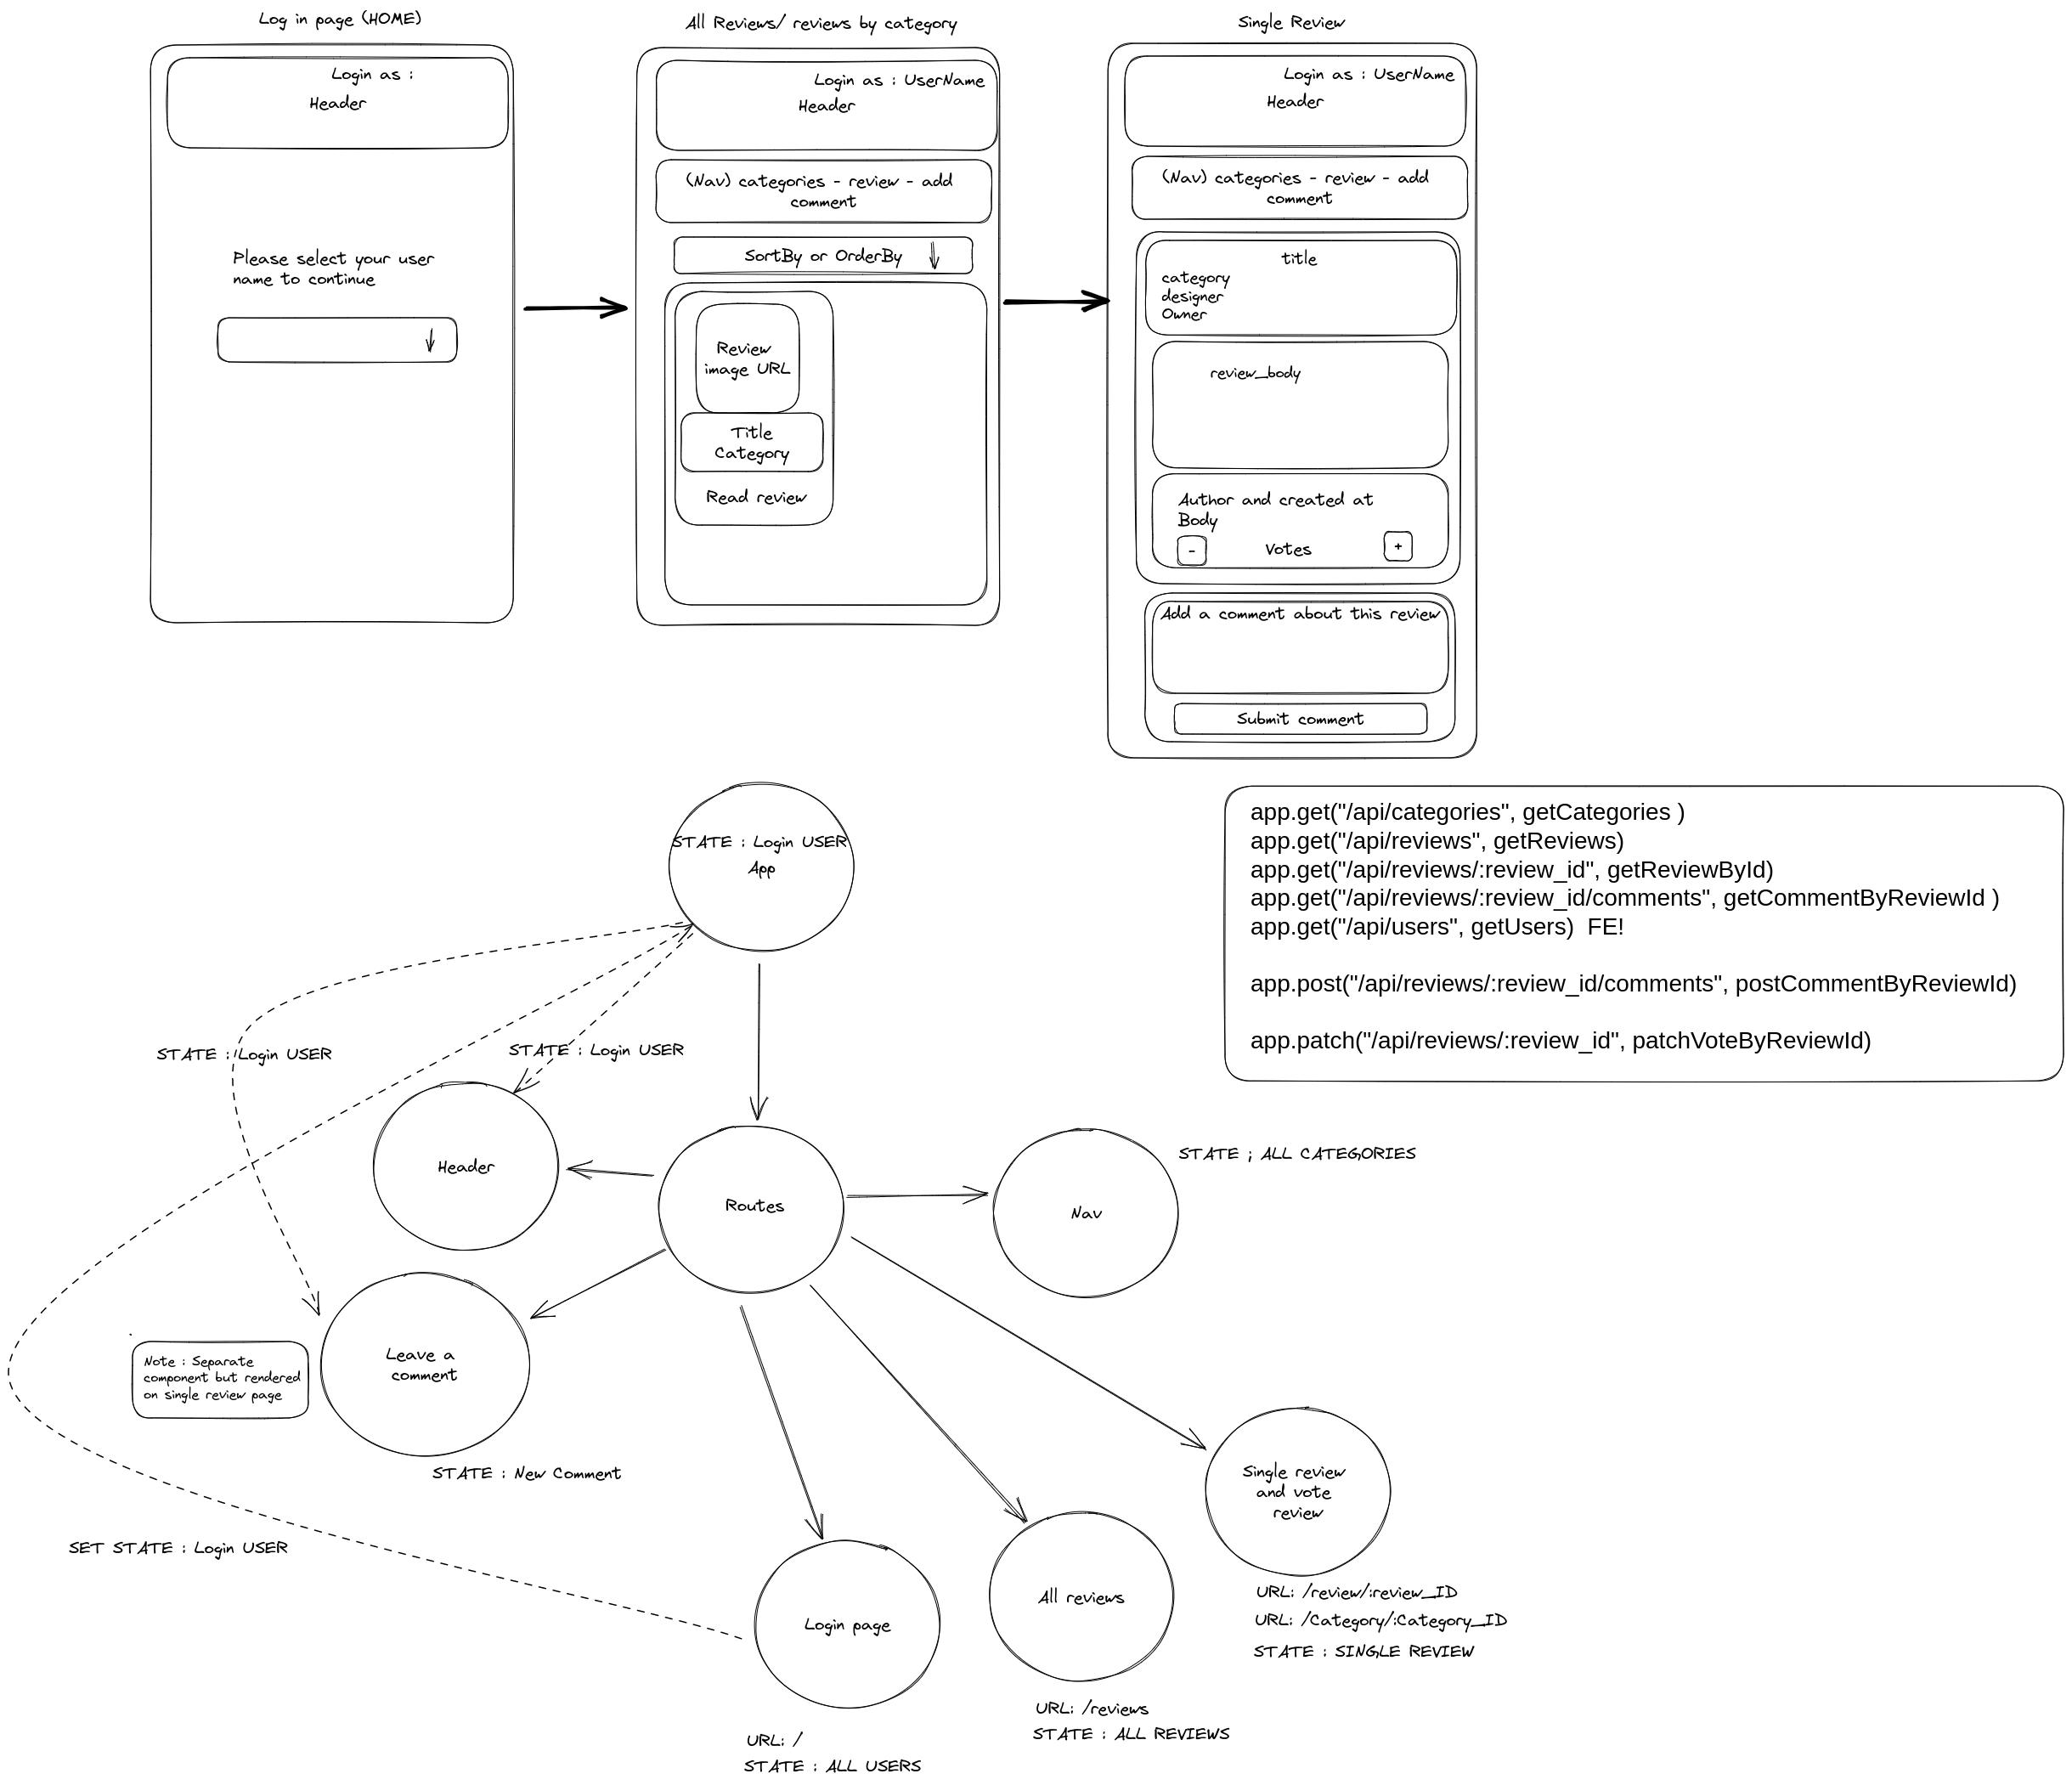 Log in page (HOME)
Login as :
Header
Please select your user
name to continue
All Reviews/ reviews by category
Login as : UserName
Header
(Nav) categories - review - add
comment
SortBy or OrderBy
Review
image URL
Title
Category
Read review
Single Review
Login as : UserName
Header
(Nav) categories - review - add
comment
title
category
designer
Owner
review_body
Author and created at
Body
-
Votes
+
Add a comment about this review
Submit comment
app.get("/api/categories", getCategories )
app.get("/api/reviews", getReviews)
app.get("/api/reviews/:review_id", getReviewById)
app.get("/api/reviews/:review_id/comments", getCommentByReviewId )
app.get("/api/users", getUsers)  FE!
app.post("/api/reviews/:review_id/comments", postCommentByReviewId)
app.patch("/api/reviews/:review_id", patchVoteByReviewId)
STATE : Login USER
App
STATE : Login USER
STATE : Login USER
Header
Routes
Nav
STATE ; ALL CATEGORIES
Leave a
comment
Note : Separate
component but rendered
on single review page
STATE : New Comment
SET STATE : Login USER
Single review
and vote
review
URL: /review/:review_ID
URL: /Category/:Category_ID
STATE : SINGLE REVIEW
All reviews
URL: /reviews
STATE : ALL REVIEWS
Login page
URL: /
STATE : ALL USERS